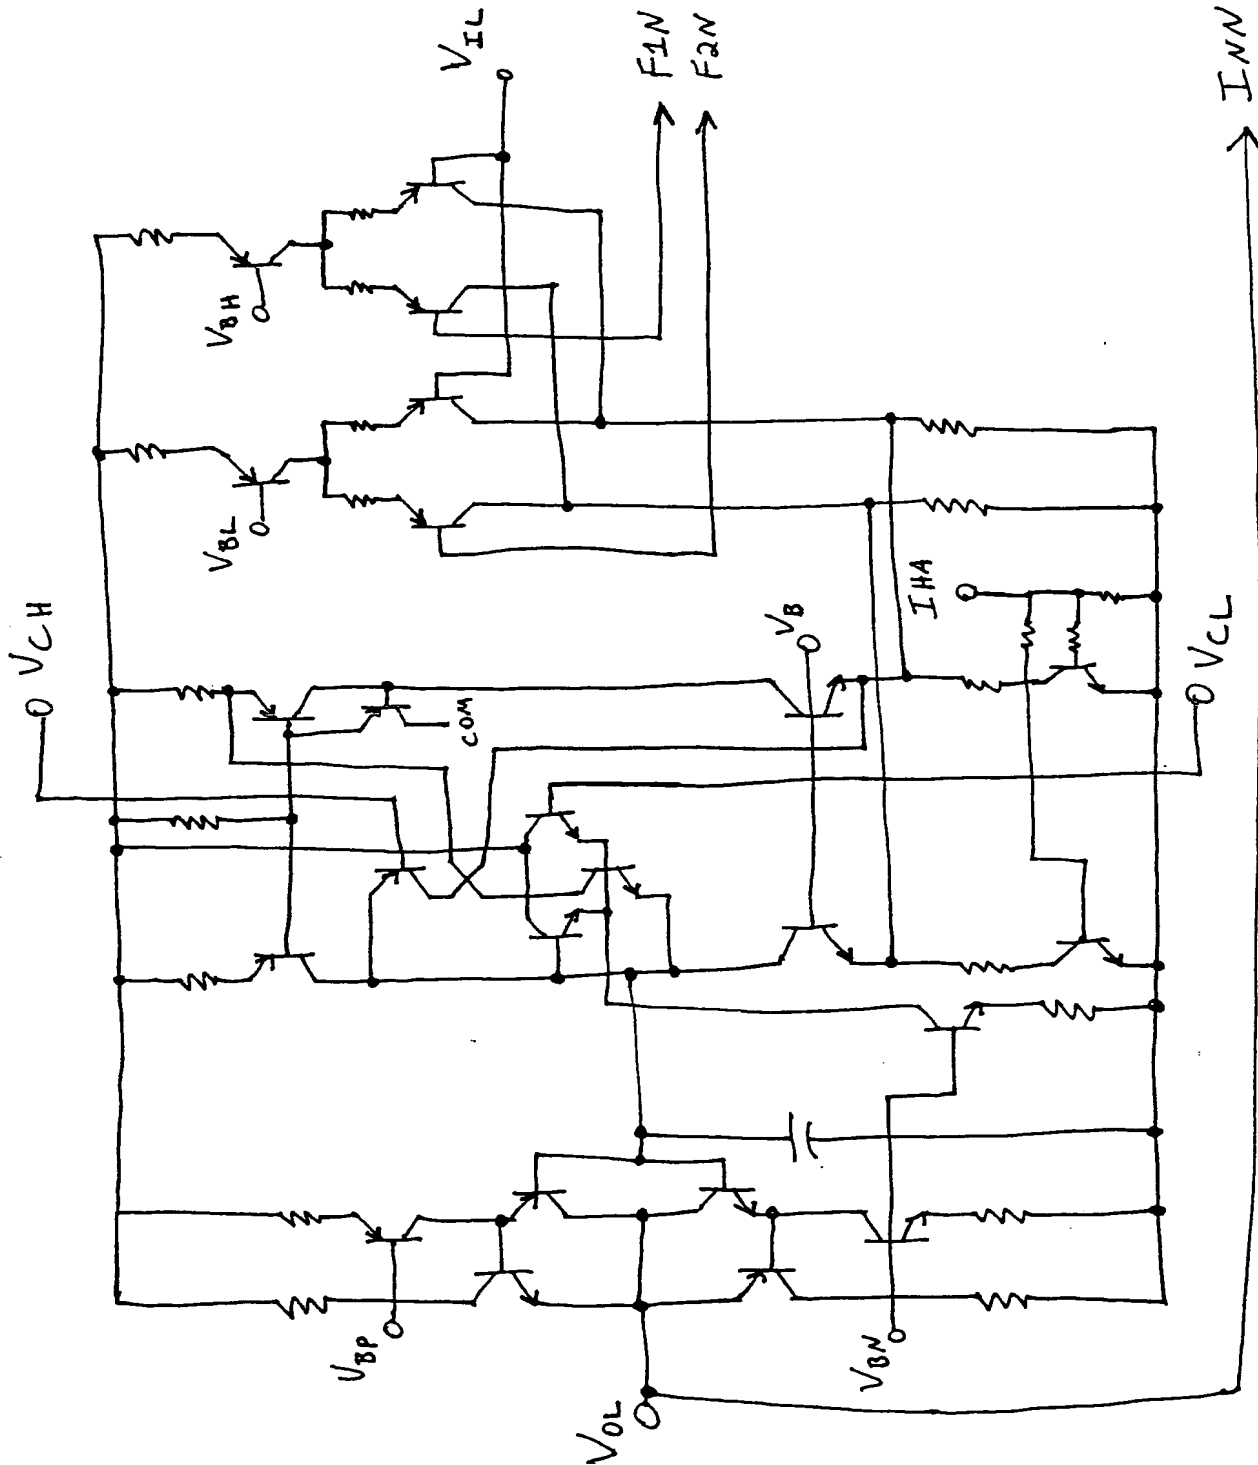 V_IL
F1N
F2N
INN
V_BH
V_BL
V_CH
IHA
V_B
V_CL
COM
V_BP
V_BN
V_OL